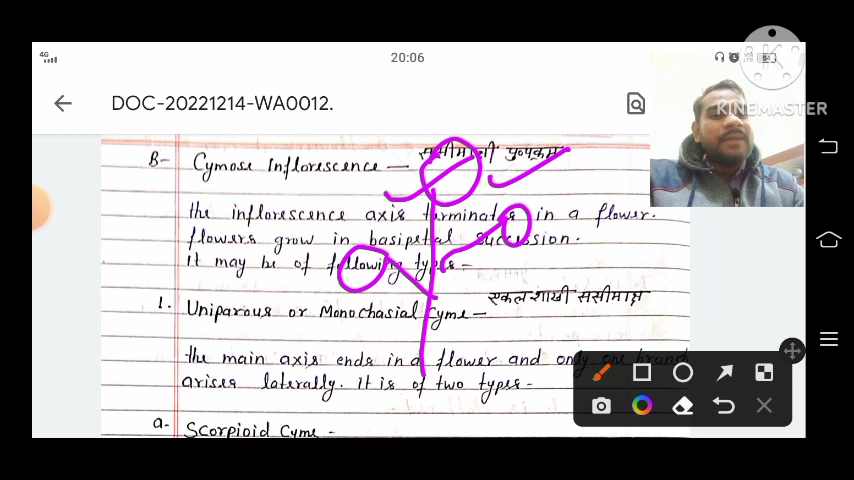 4G
20:06
DOC-20221214-WA0012.
KINEMASTER
B- Cymose Inflorescence - ससीमाक्षी पुष्पक्रम
the inflorescence axis terminates in a flower.
flowers grow in basipetal succession.
It may be of following types-
1. Uniparous or Monochasial Cyme - एकल शाखी ससीमाक्ष
the main axis ends in a flower and only one branch
arises laterally. It is of two types-
a- Scorpioid Cyme -